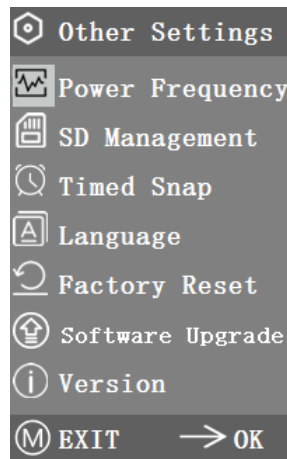 Other Settings
Power Frequency
SD Management
Timed Snap
A Language
Factory Reset
Software Upgrade
i Version
M EXIT → OK